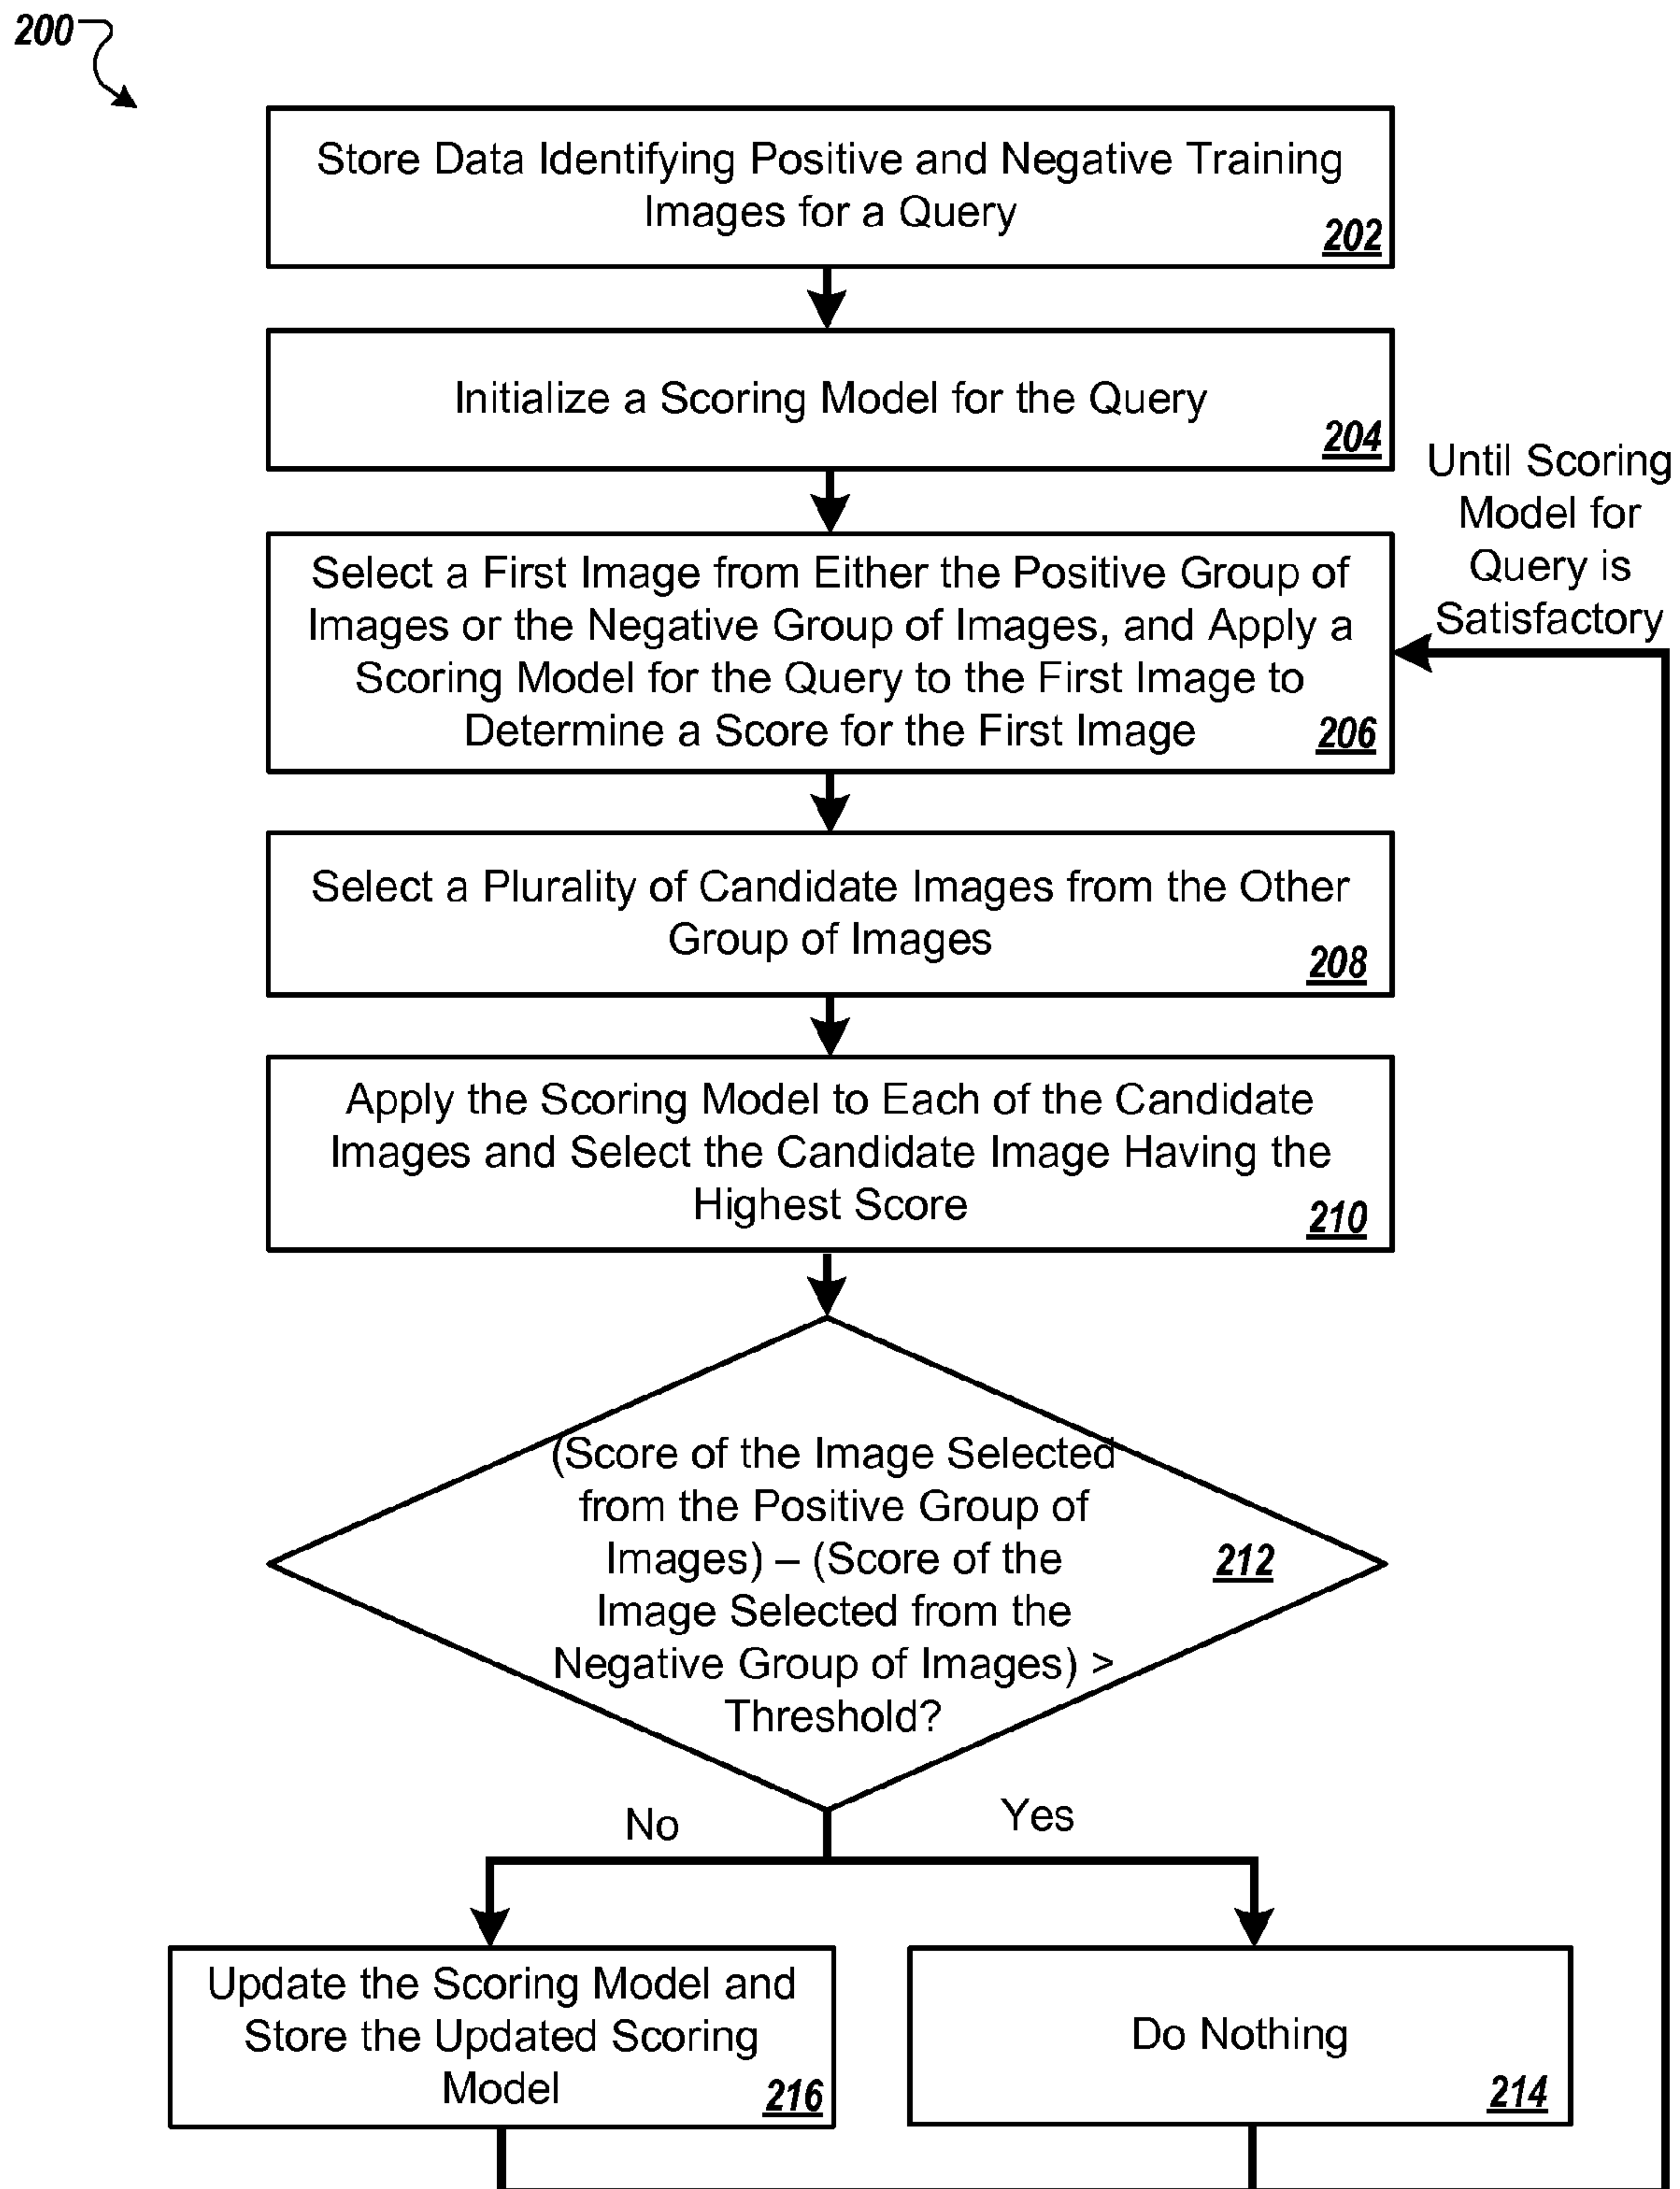 200
Store Data Identifying Positive and Negative Training
Images for a Query
202
Initialize a Scoring Model for the Query
204
Until Scoring
Model for
Query is
Satisfactory
Select a First Image from Either the Positive Group of
Images or the Negative Group of Images, and Apply a
Scoring Model for the Query to the First Image to
Determine a Score for the First Image
206
Select a Plurality of Candidate Images from the Other
Group of Images
208
Apply the Scoring Model to Each of the Candidate
Images and Select the Candidate Image Having the
Highest Score
210
(Score of the Image Selected
from the Positive Group of
Images) – (Score of the
Image Selected from the
Negative Group of Images) >
Threshold?
212
No
Yes
Update the Scoring Model and
Store the Updated Scoring
Model
216
Do Nothing
214